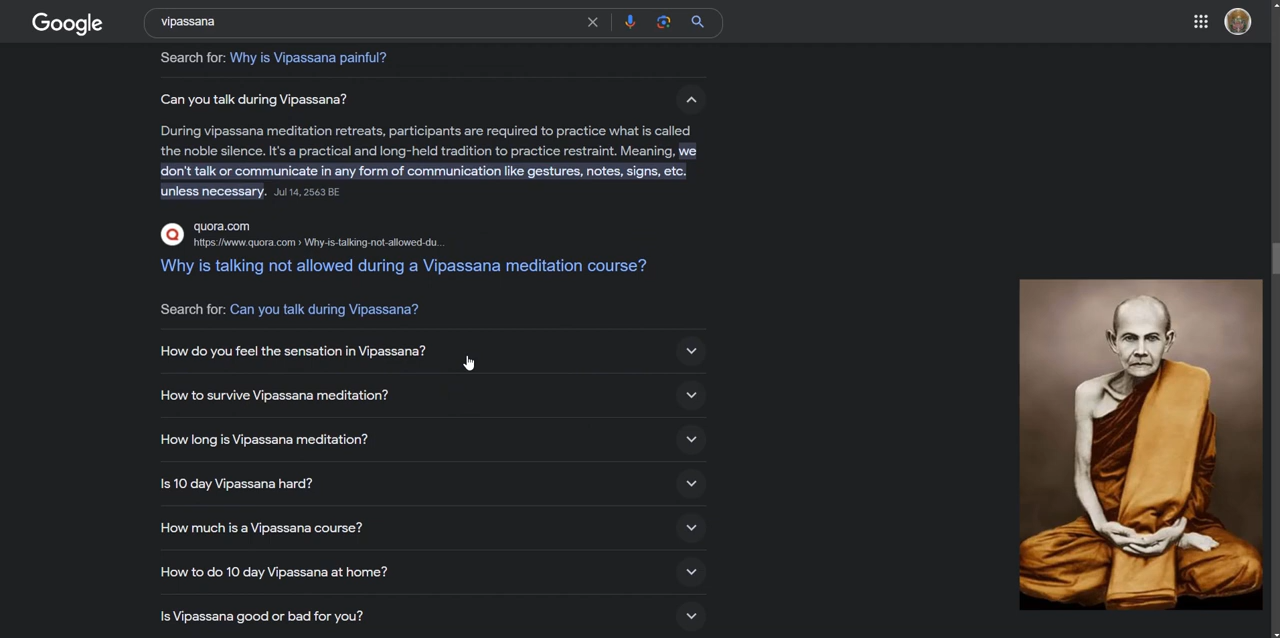 Google
vipassana
Search for: Why is Vipassana painful?
Can you talk during Vipassana?
During vipassana meditation retreats, participants are required to practice what is called
the noble silence. It's a practical and long-held tradition to practice restraint. Meaning, we
don't talk or communicate in any form of communication like gestures, notes, signs, etc.
unless necessary. Jul 14, 2563 BE
quora.com
https://www.quora.com › Why-is-talking-not-allowed-du...
Why is talking not allowed during a Vipassana meditation course?
Search for: Can you talk during Vipassana?
How do you feel the sensation in Vipassana?
How to survive Vipassana meditation?
How long is Vipassana meditation?
Is 10 day Vipassana hard?
How much is a Vipassana course?
How to do 10 day Vipassana at home?
Is Vipassana good or bad for you?